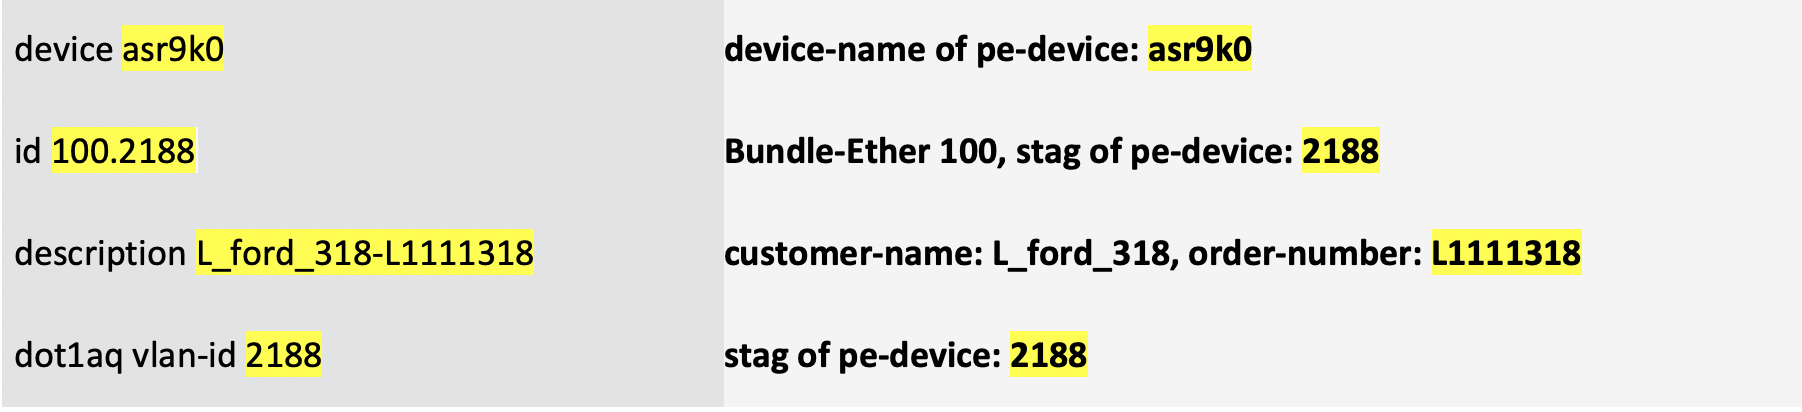 device asr9k0
device-name of pe-device: asr9k0
id 100.2188
Bundle-Ether 100, stag of pe-device: 2188
description L_ford_318-L1111318
customer-name: L_ford_318, order-number: L1111318
dot1aq vlan-id 2188
stag of pe-device: 2188